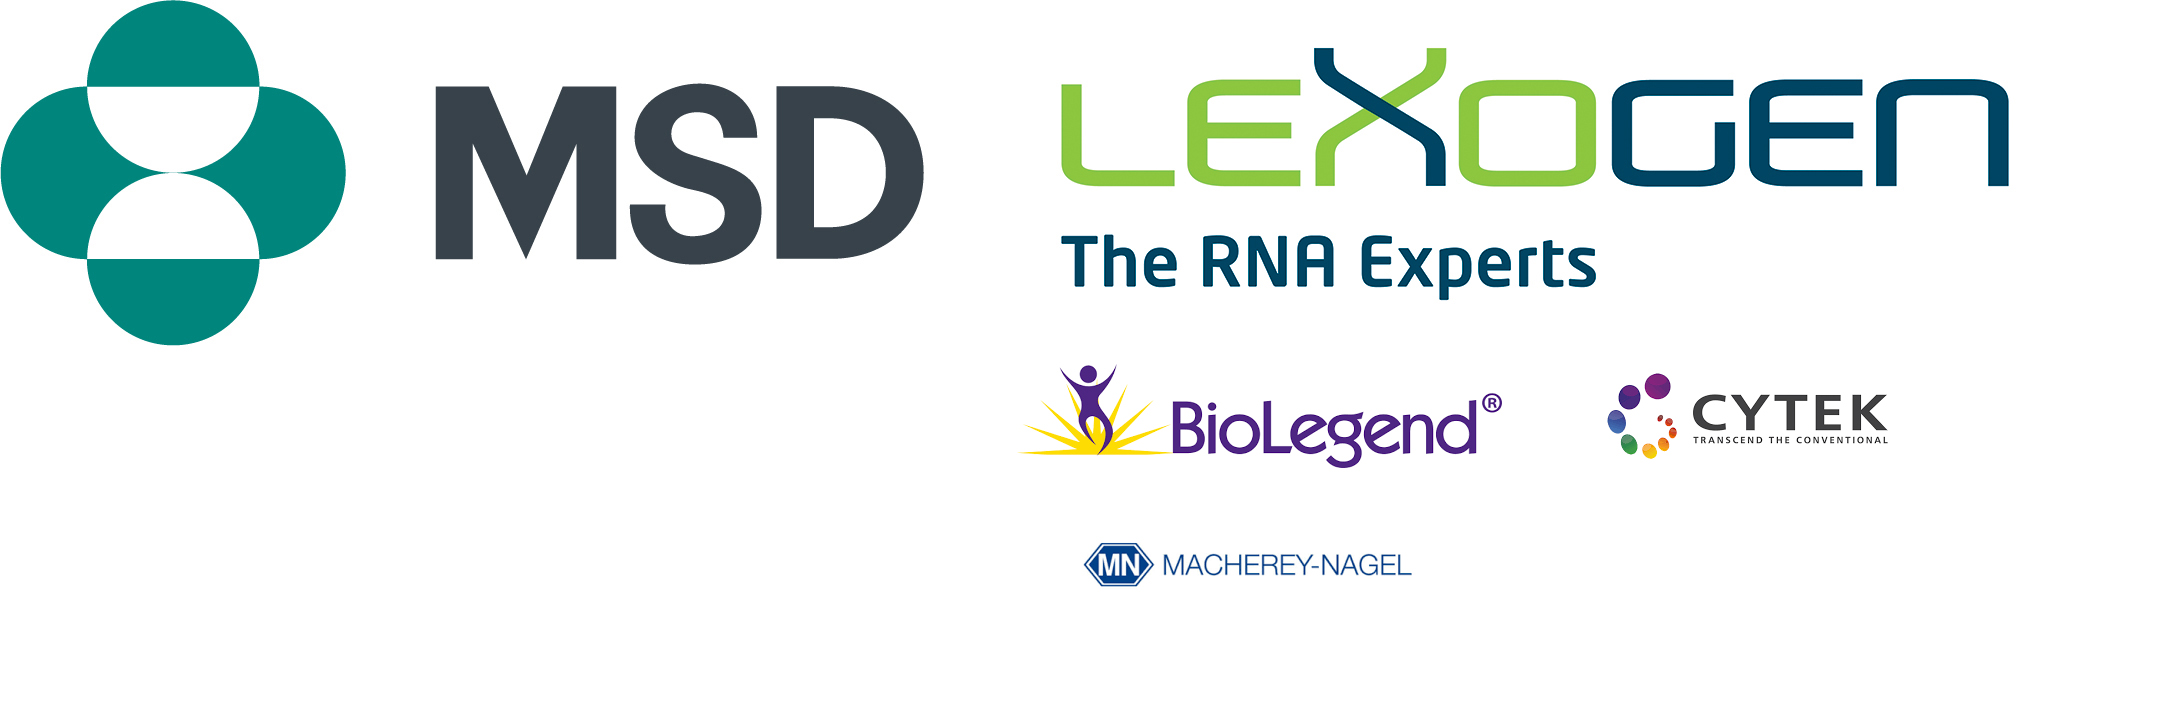 MSD
LEXOGEN
The RNA Experts
BioLegend®
CYTEK
TRANSCEND THE CONVENTIONAL
MN MACHEREY-NAGEL